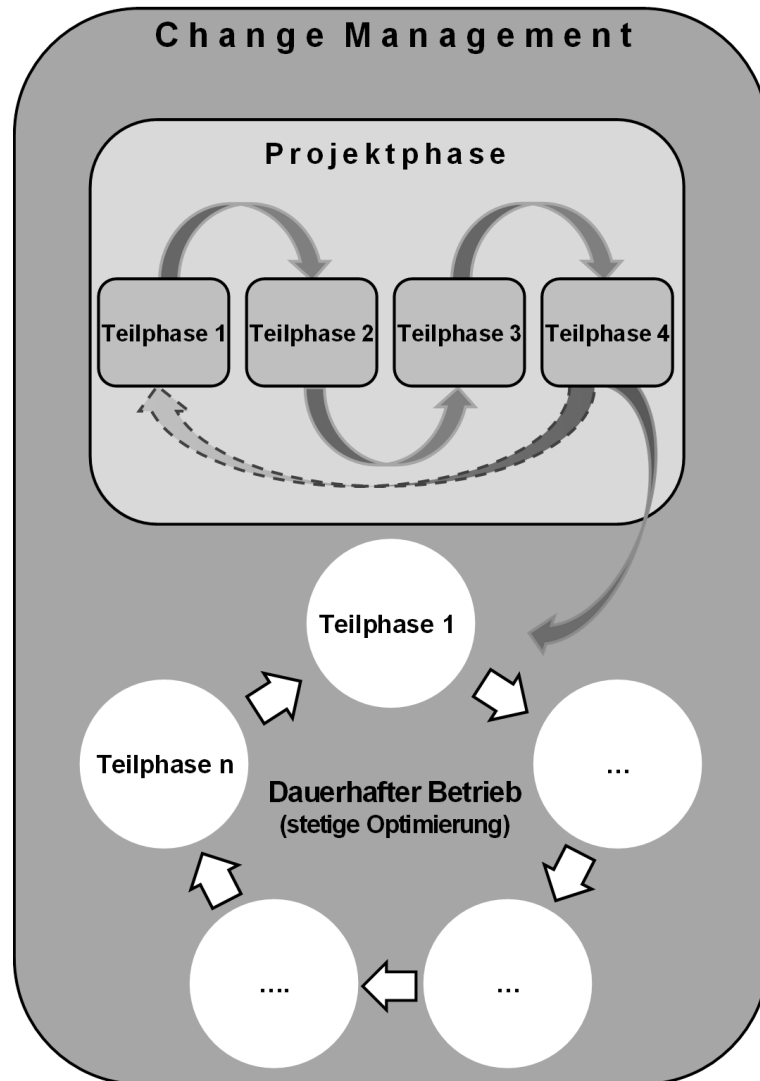 Change Management
Projektphase
Teilphase 1
Teilphase 2
Teilphase 3
Teilphase 4
Teilphase 1
Teilphase n
...
Dauerhafter Betrieb
(stetige Optimierung)
....
...